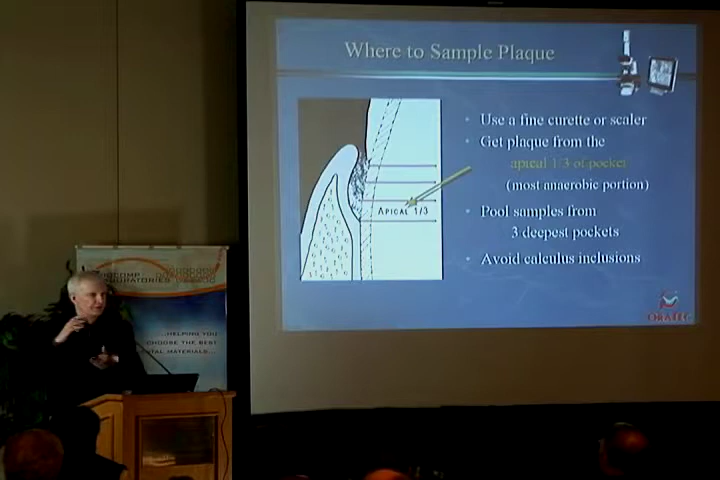 Where to Sample Plaque
Use a fine curette or scaler
Get plaque from the
apical 1/3 of pocket
(most anaerobic portion)
Pool samples from
3 deepest pockets
Avoid calculus inclusions
APICAL 1/3
ORATEC
LABORATORIES
...HELPING YOU
CHOOSE THE BEST
MATERIALS...